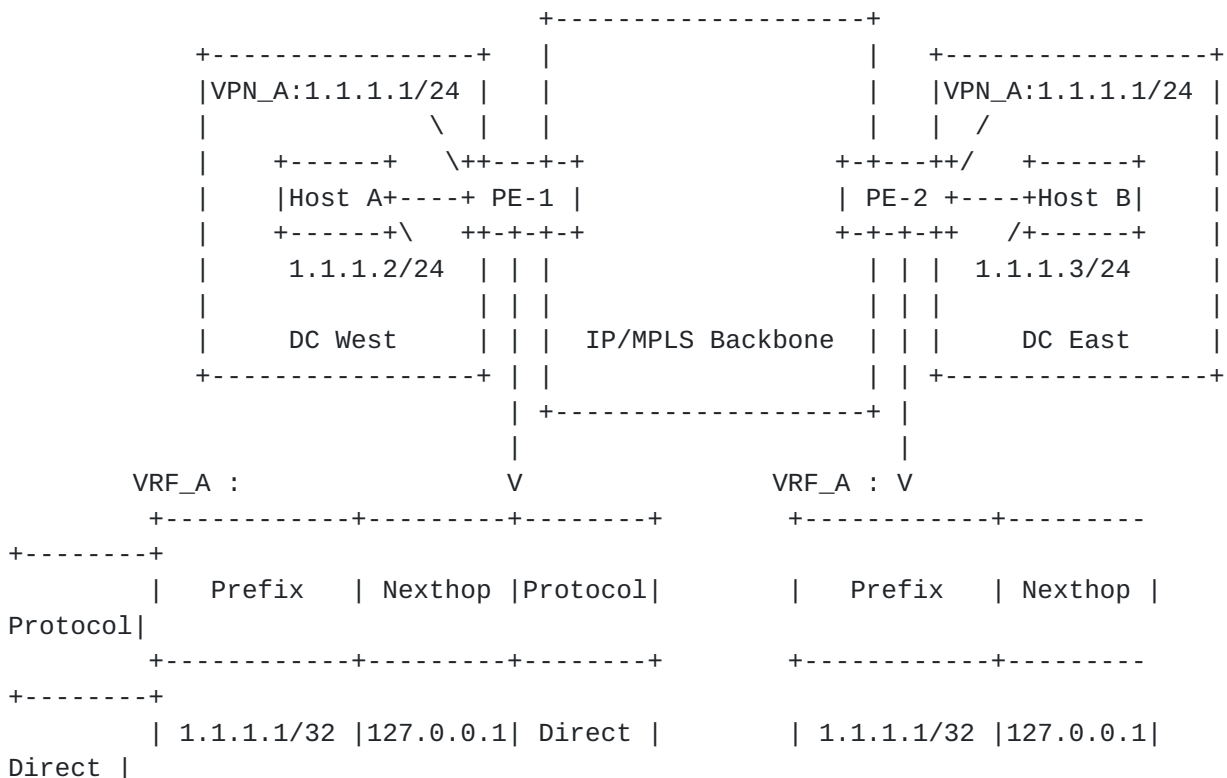 +--------------------+
            +-----------------+   |                    |   +-----------------+
            |VPN_A:1.1.1.1/24 |   |                    |   |VPN_A:1.1.1.1/24 |
            |              \  |   |                    |   |  /              |
            |    +------+   \++---+-+                +-+---++/   +------+    |
            |    |Host A+----+ PE-1 |                | PE-2 +----+Host B|    |
            |    +------+\   ++-+-+-+                +-+-+-++   /+------+    |
            |     1.1.1.2/24  | | |                    | | |  1.1.1.3/24     |
            |                 | | |                    | | |                 |
            |     DC West     | | |  IP/MPLS Backbone  | | |     DC East     |
            +-----------------+ | |                    | | +-----------------+
                                | +--------------------+ |
                                |                        |
        VRF_A :                 V                VRF_A : V
         +------------+---------+--------+        +------------+---------
+--------+
         |   Prefix   | Nexthop |Protocol|        |   Prefix   | Nexthop |
Protocol|
         +------------+---------+--------+        +------------+---------
+--------+
         | 1.1.1.1/32 |127.0.0.1| Direct |        | 1.1.1.1/32 |127.0.0.1|
Direct |